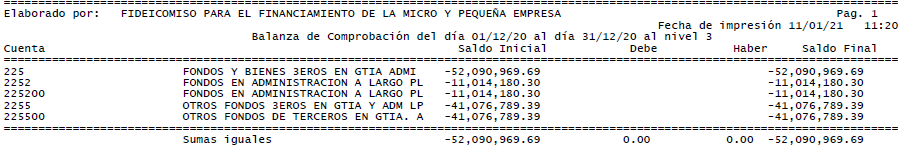 Elaborado por:   FIDEICOMISO PARA EL FINANCIAMIENTO DE LA MICRO Y PEQUEÑA EMPRESA   Pag. 1
Fecha de impresión 11/01/21   11:20
Balanza de Comprobación del día 01/12/20 al día 31/12/20 al nivel 3
Cuenta   Saldo Inicial   Debe   Haber   Saldo Final
225   FONDOS Y BIENES 3EROS EN GTIA ADMI   -52,090,969.69   -52,090,969.69
2252   FONDOS EN ADMINISTRACION A LARGO PL   -11,014,180.30   -11,014,180.30
225200   FONDOS EN ADMINISTRACION A LARGO PL   -11,014,180.30   -11,014,180.30
2255   OTROS FONDOS 3EROS EN GTIA Y ADM LP   -41,076,789.39   -41,076,789.39
225500   OTROS FONDOS DE TERCEROS EN GTIA. A   -41,076,789.39   -41,076,789.39
Sumas iguales   -52,090,969.69   0.00   0.00   -52,090,969.69